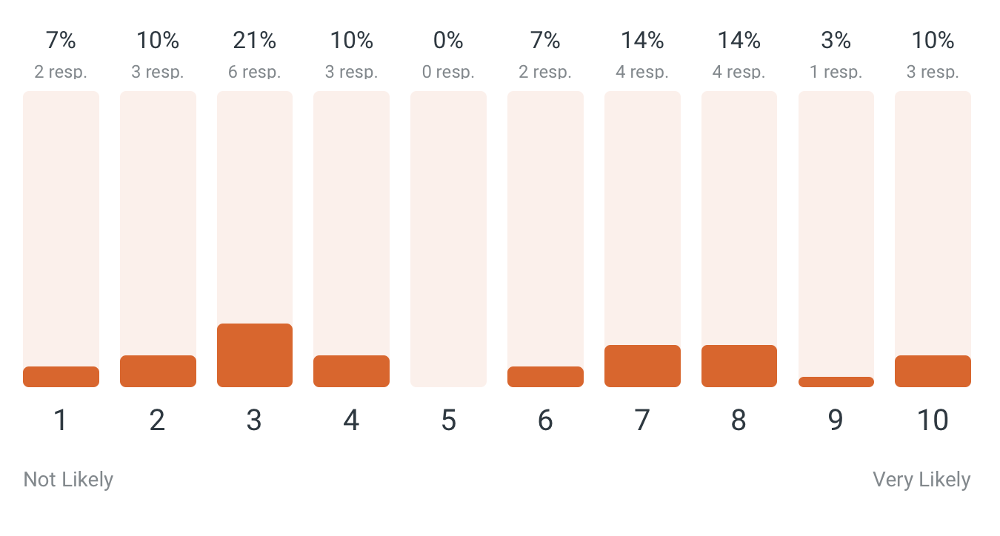 7% 10% 21% 10% 0% 7% 14% 14% 3% 10%
2 resp. 3 resp. 6 resp. 3 resp. 0 resp. 2 resp. 4 resp. 4 resp. 1 resp. 3 resp.
1 2 3 4 5 6 7 8 9 10
Not Likely Very Likely